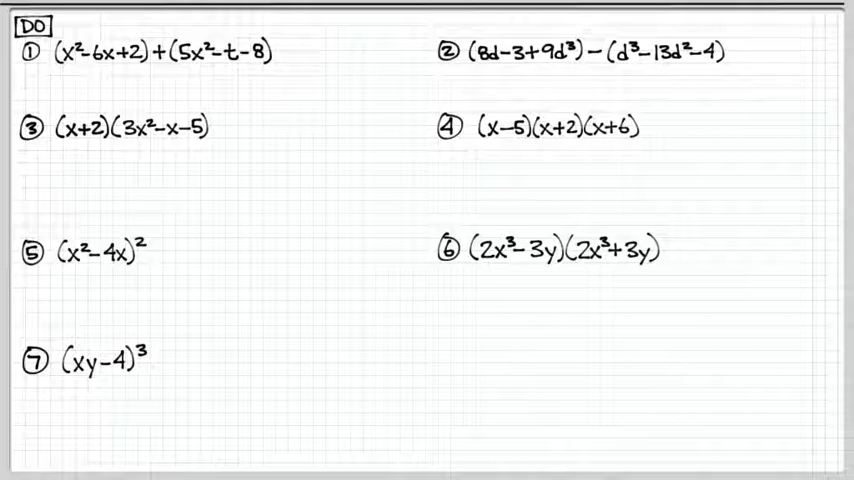 DO
① (x²-6x+2)+(5x²-t-8)
② (8d-3+9d³)-(d³-13d²-4)
③ (x+2)(3x²-x-5)
④ (x-5)(x+2)(x+6)
⑤ (x²-4x)²
⑥ (2x³-3y)(2x³+3y)
⑦ (xy-4)³